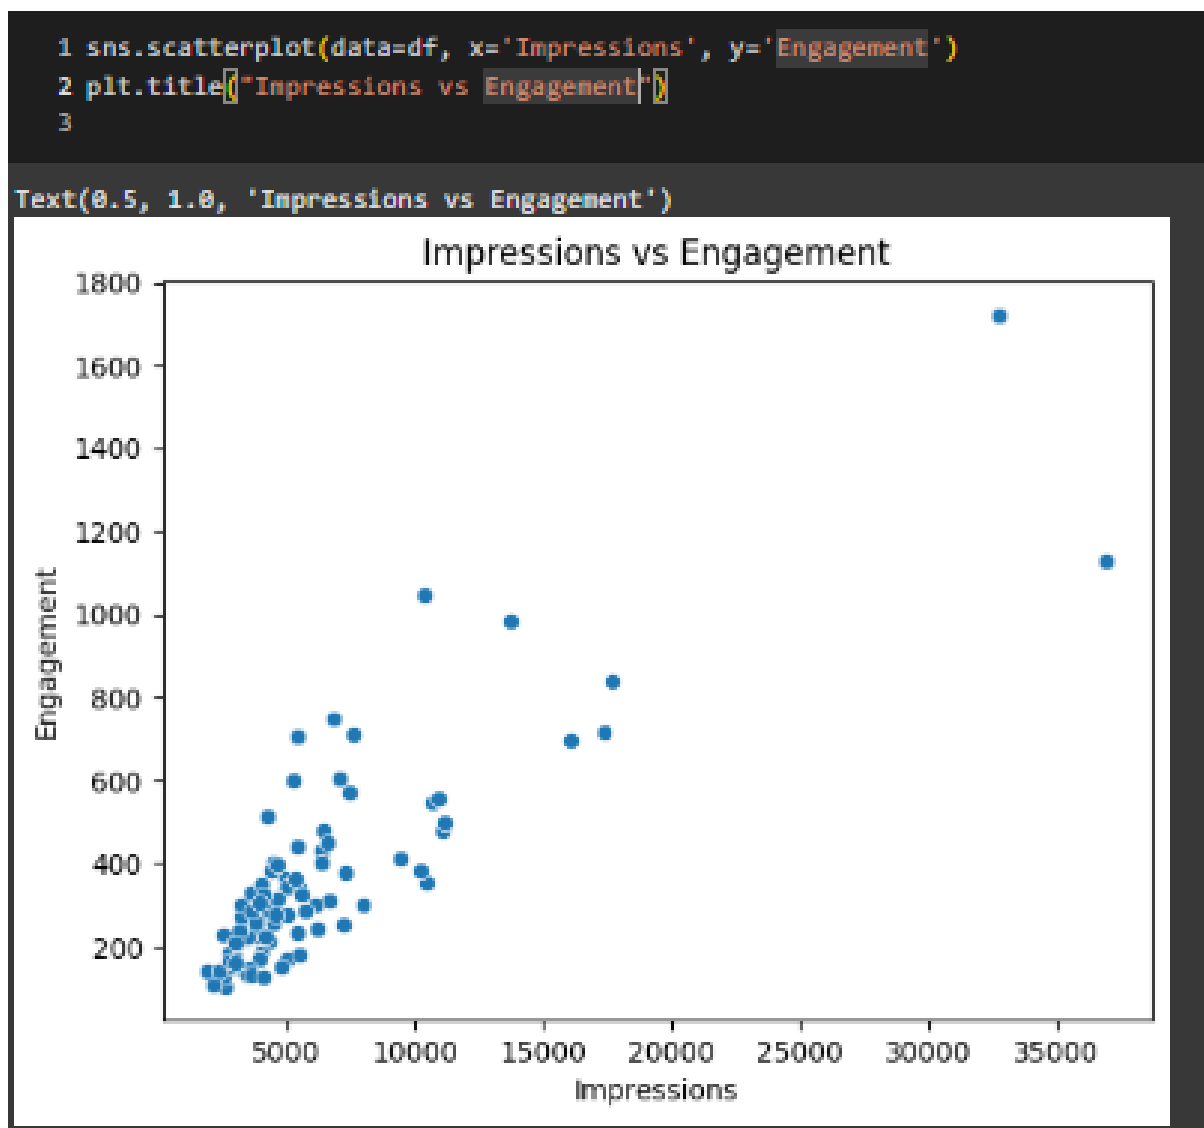 1 sns.scatterplot(data=df, x='Impressions', y='Engagement')
2 plt.title("Impressions vs Engagement")
3
Text(0.5, 1.0, 'Impressions vs Engagement')
Impressions vs Engagement
1800
1600
1400
1200
1000
800
600
400
200
Engagement
5000 10000 15000 20000 25000 30000 35000
Impressions